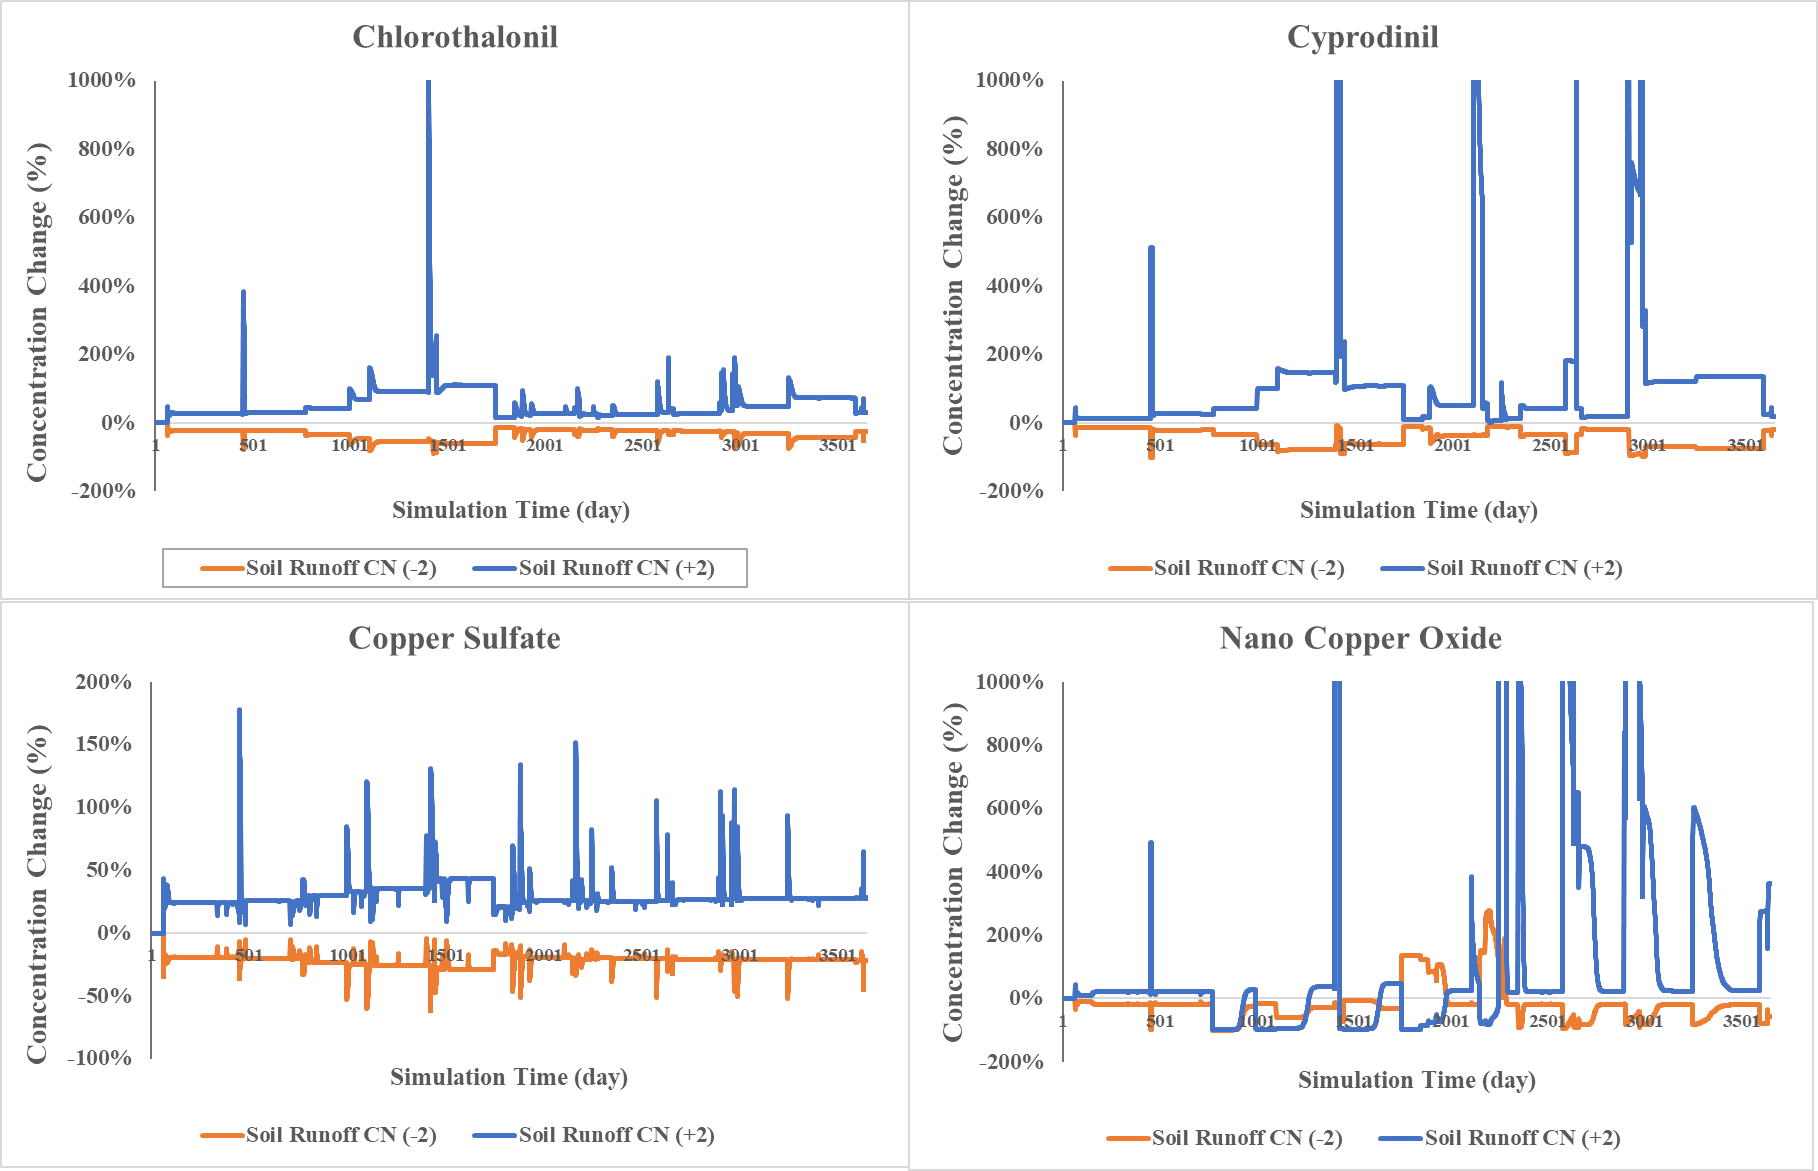 Chlorothalonil
1000%
800%
600%
400%
200%
0%
-200%
Concentration Change (%)
1 501 1001 1501 2001 2501 3001 3501
Simulation Time (day)
Soil Runoff CN (-2) Soil Runoff CN (+2)
Cyprodinil
1000%
800%
600%
400%
200%
0%
-200%
Concentration Change (%)
1 501 1001 1501 2001 2501 3001 3501
Simulation Time (day)
Soil Runoff CN (-2) Soil Runoff CN (+2)
Copper Sulfate
200%
150%
100%
50%
0%
-50%
-100%
Concentration Change (%)
1 501 1001 1501 2001 2501 3001 3501
Simulation Time (day)
Soil Runoff CN (-2) Soil Runoff CN (+2)
Nano Copper Oxide
1000%
800%
600%
400%
200%
0%
-200%
Concentration Change (%)
1 501 1001 1501 2001 2501 3001 3501
Simulation Time (day)
Soil Runoff CN (-2) Soil Runoff CN (+2)